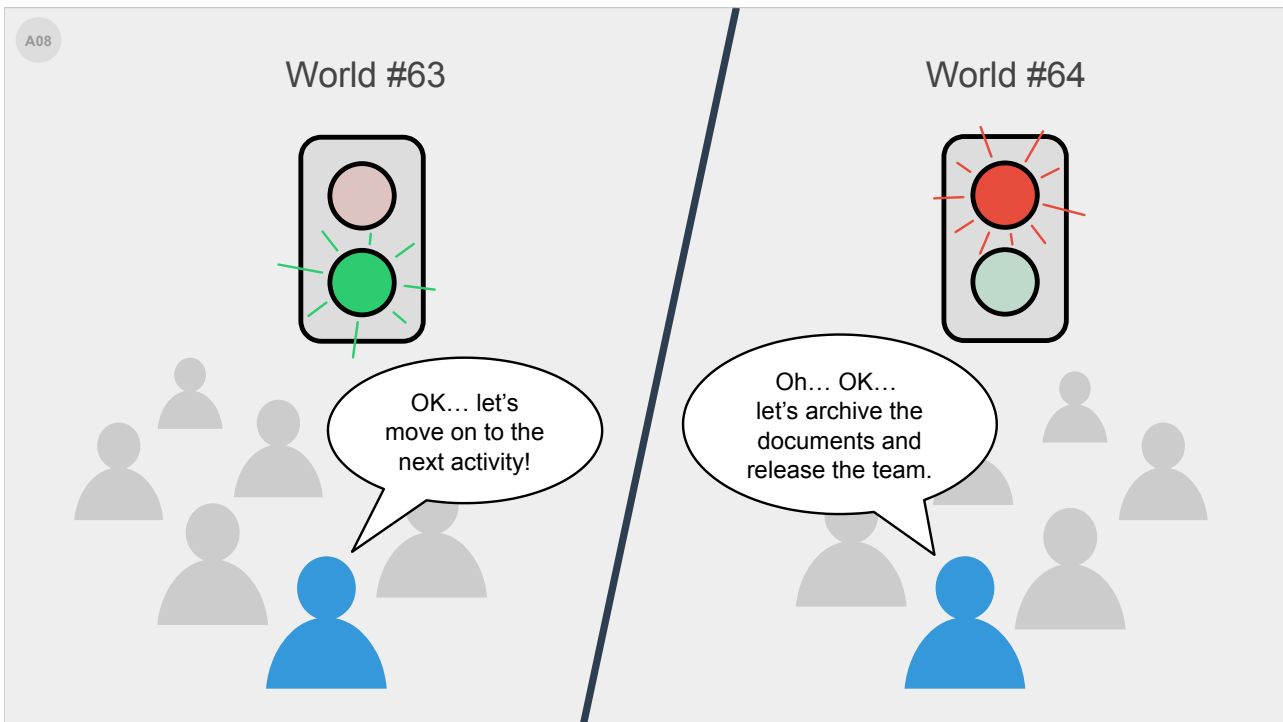 A08
World #63
World #64
OK… let’s
move on to the
next activity!
Oh… OK…
let’s archive the
documents and
release the team.